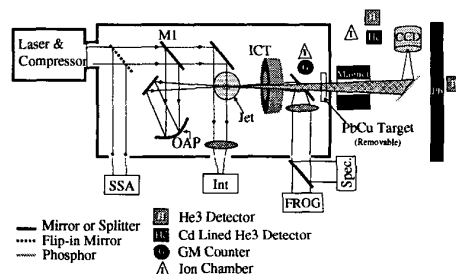 Laser &
Compressor
M1
ICT
Jet
OAP
G
Magnet
CCD
Pb
PbCu Target
(Removable)
SSA
Int
FROG
Spec.
Mirror or Splitter
Flip-in Mirror
Phosphor
He3 Detector
Cd Lined He3 Detector
GM Counter
Ion Chamber